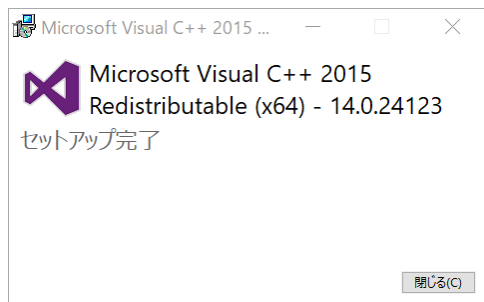 Microsoft Visual C++ 2015 ...
Microsoft Visual C++ 2015
Redistributable (x64) - 14.0.24123
セットアップ完了
閉じる(C)